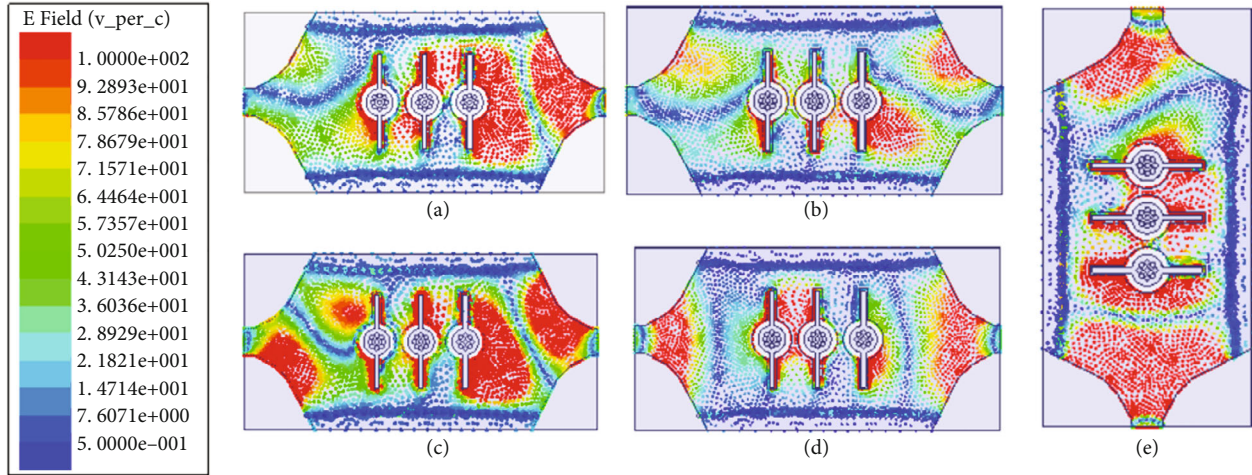 E Field (v_per_c)
1. 0000e+002
9. 2893e+001
8. 5786e+001
7. 8679e+001
7. 1571e+001
6. 4464e+001
5. 7357e+001
5. 0250e+001
4. 3143e+001
3. 6036e+001
2. 8929e+001
2. 1821e+001
1. 4714e+001
7. 6071e+000
5. 0000e−001
(a)
(b)
(c)
(d)
(e)